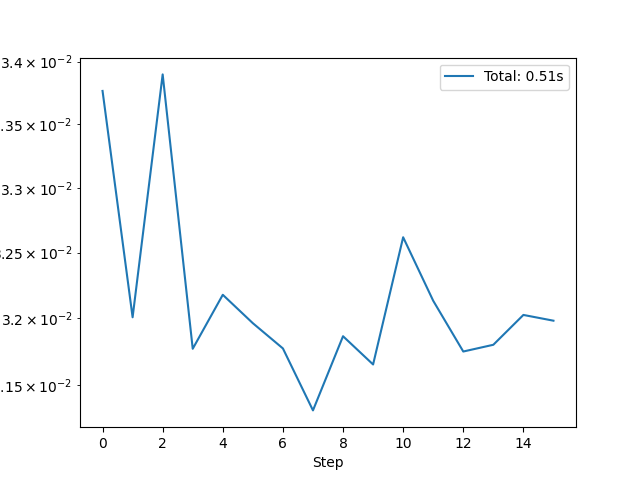 3.4 × 10⁻²
.35 × 10⁻²
3.3 × 10⁻²
3.25 × 10⁻²
3.2 × 10⁻²
.15 × 10⁻²
Total: 0.51s
0 2 4 6 8 10 12 14
Step